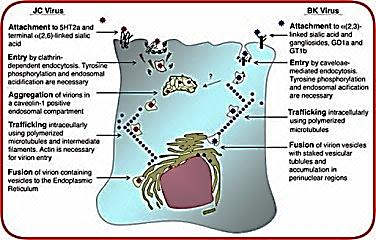 JC Virus
Attachment to 5HT2a and
terminal α(2,6)-linked sialic
acid
Entry by clathrin-
dependent endocytosis. Tyrosine
phosphorylation and endosomal
acidification are necessary
Aggregation of virions in
a caveolin-1 positive
endosomal compartment
Trafficking intraceullarly
using polymerized
microtubules and intermediate
filaments. Actin is necessary
for virion entry
Fusion of virion containing
vesicles to the Endoplasmic
Reticulum
?
BK Virus
Attachment to α(2,3)-
linked sialic acid and
gangliosides, GD1a and
GT1b
Entry by caveloae-
mediated endocytosis.
Tyrosine phosphorylation
and endosomal acification
are necessary
Trafficking intracellularly
using polymerized
microtubules
Fusion of virion vesicles
with staked vesicular
tublules and
accumulation in
perinuclear regions